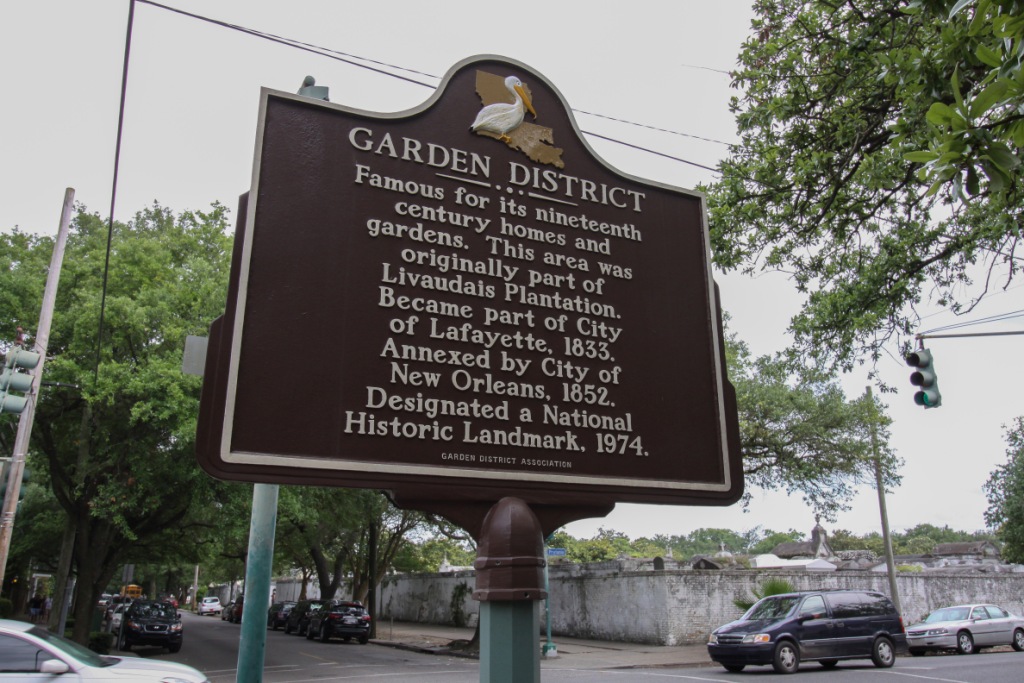 GARDEN DISTRICT
Famous for its nineteenth
century homes and
gardens. This area was
originally part of
Livaudais Plantation.
Became part of City
of Lafayette, 1833.
Annexed by City of
New Orleans, 1852.
Designated a National
Historic Landmark, 1974.
GARDEN DISTRICT ASSOCIATION